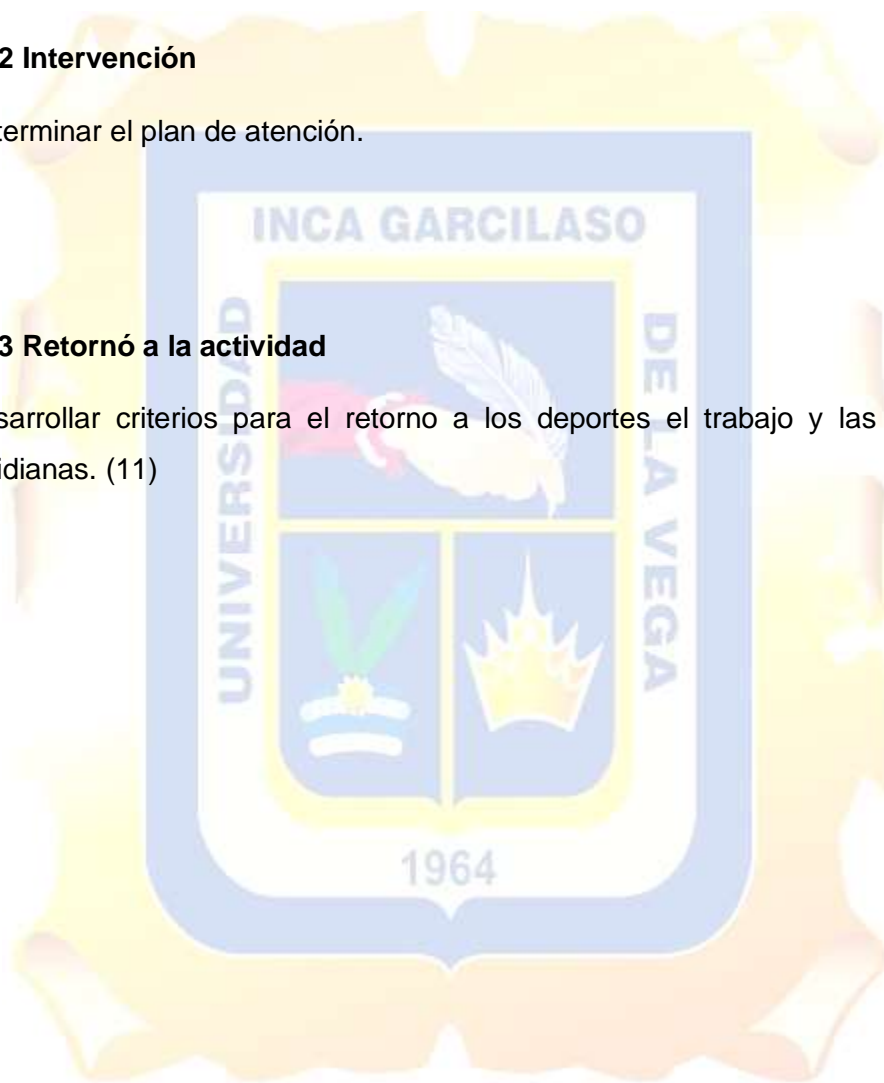 2 Intervención
terminar el plan de atención.
INCA GARCILASO
UNIVERSIDAD
DE LA VEGA
3 Retornó a la actividad
sarrollar criterios para el retorno a los deportes el trabajo y las
idianas. (11)
1964